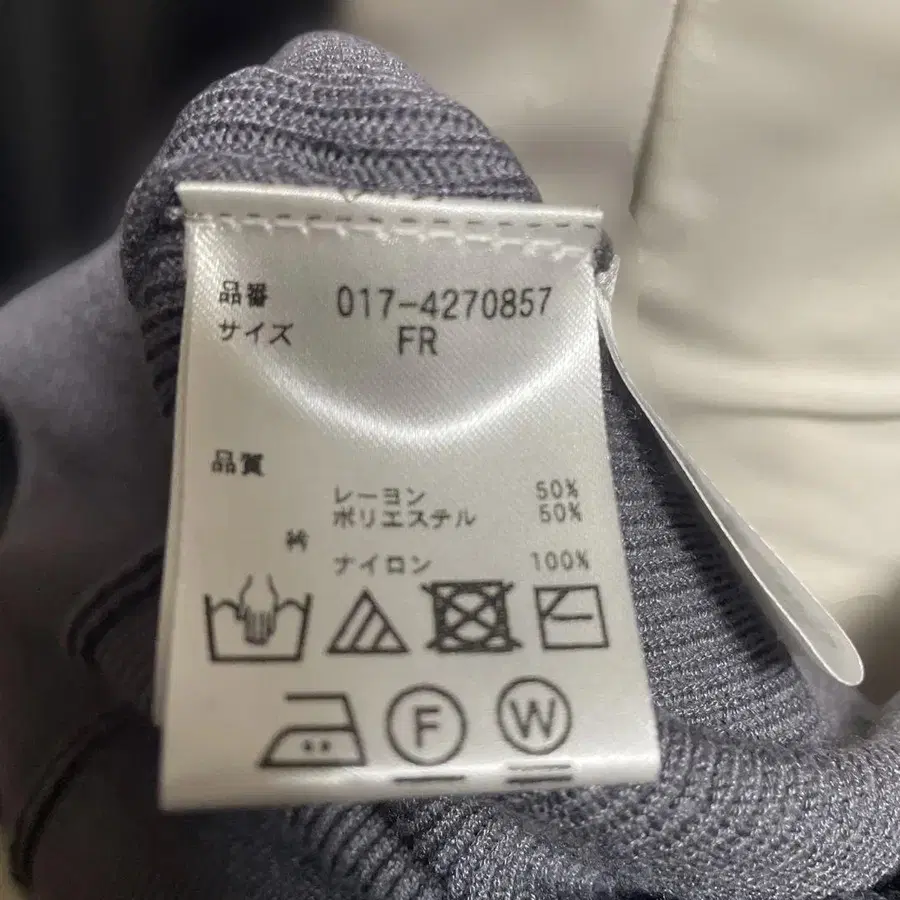 品番 017-4270857
サイズ FR
品質
レーヨン 50%
ポリエステル 50%
衿
ナイロン 100%
F W